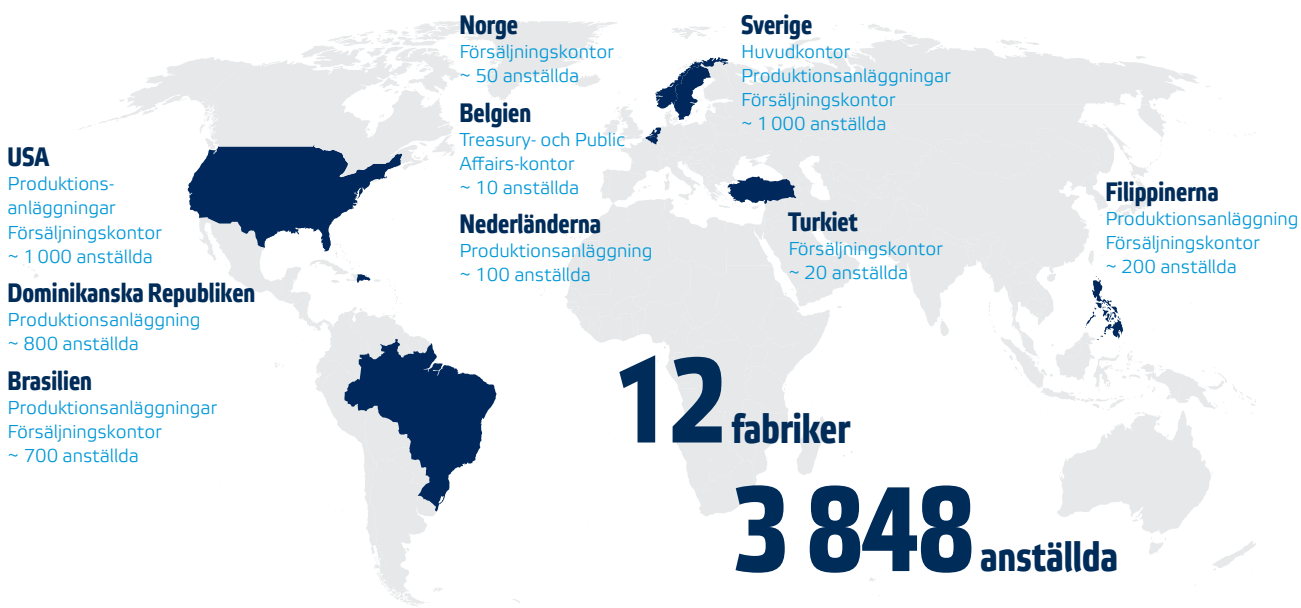 Norge
Försäljningskontor
~ 50 anställda
Sverige
Huvudkontor
Produktionsanläggningar
Försäljningskontor
~ 1 000 anställda
Belgien
Treasury- och Public
Affairs-kontor
~ 10 anställda
USA
Produktions-
anläggningar
Försäljningskontor
~ 1 000 anställda
Nederländerna
Produktionsanläggning
~ 100 anställda
Turkiet
Försäljningskontor
~ 20 anställda
Filippinerna
Produktionsanläggning
Försäljningskontor
~ 200 anställda
Dominikanska Republiken
Produktionsanläggning
~ 800 anställda
Brasilien
Produktionsanläggningar
Försäljningskontor
~ 700 anställda
12 fabriker
3 848 anställda